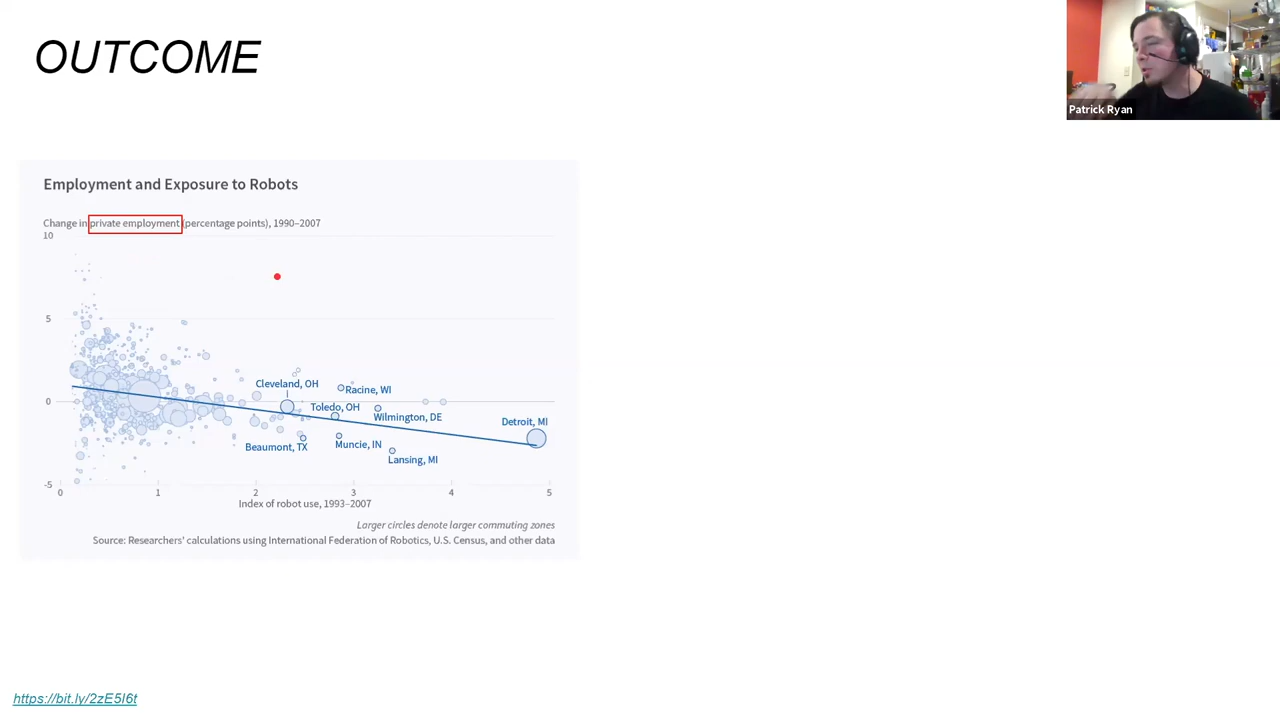 OUTCOME
Patrick Ryan
Employment and Exposure to Robots
Change in private employment (percentage points), 1990–2007
10
5
0
-5
Cleveland, OH
Racine, WI
Toledo, OH
Wilmington, DE
Detroit, MI
Beaumont, TX
Muncie, IN
Lansing, MI
0 1 2 3 4 5
Index of robot use, 1993–2007
Larger circles denote larger commuting zones
Source: Researchers' calculations using International Federation of Robotics, U.S. Census, and other data
https://bit.ly/2zE5I6t